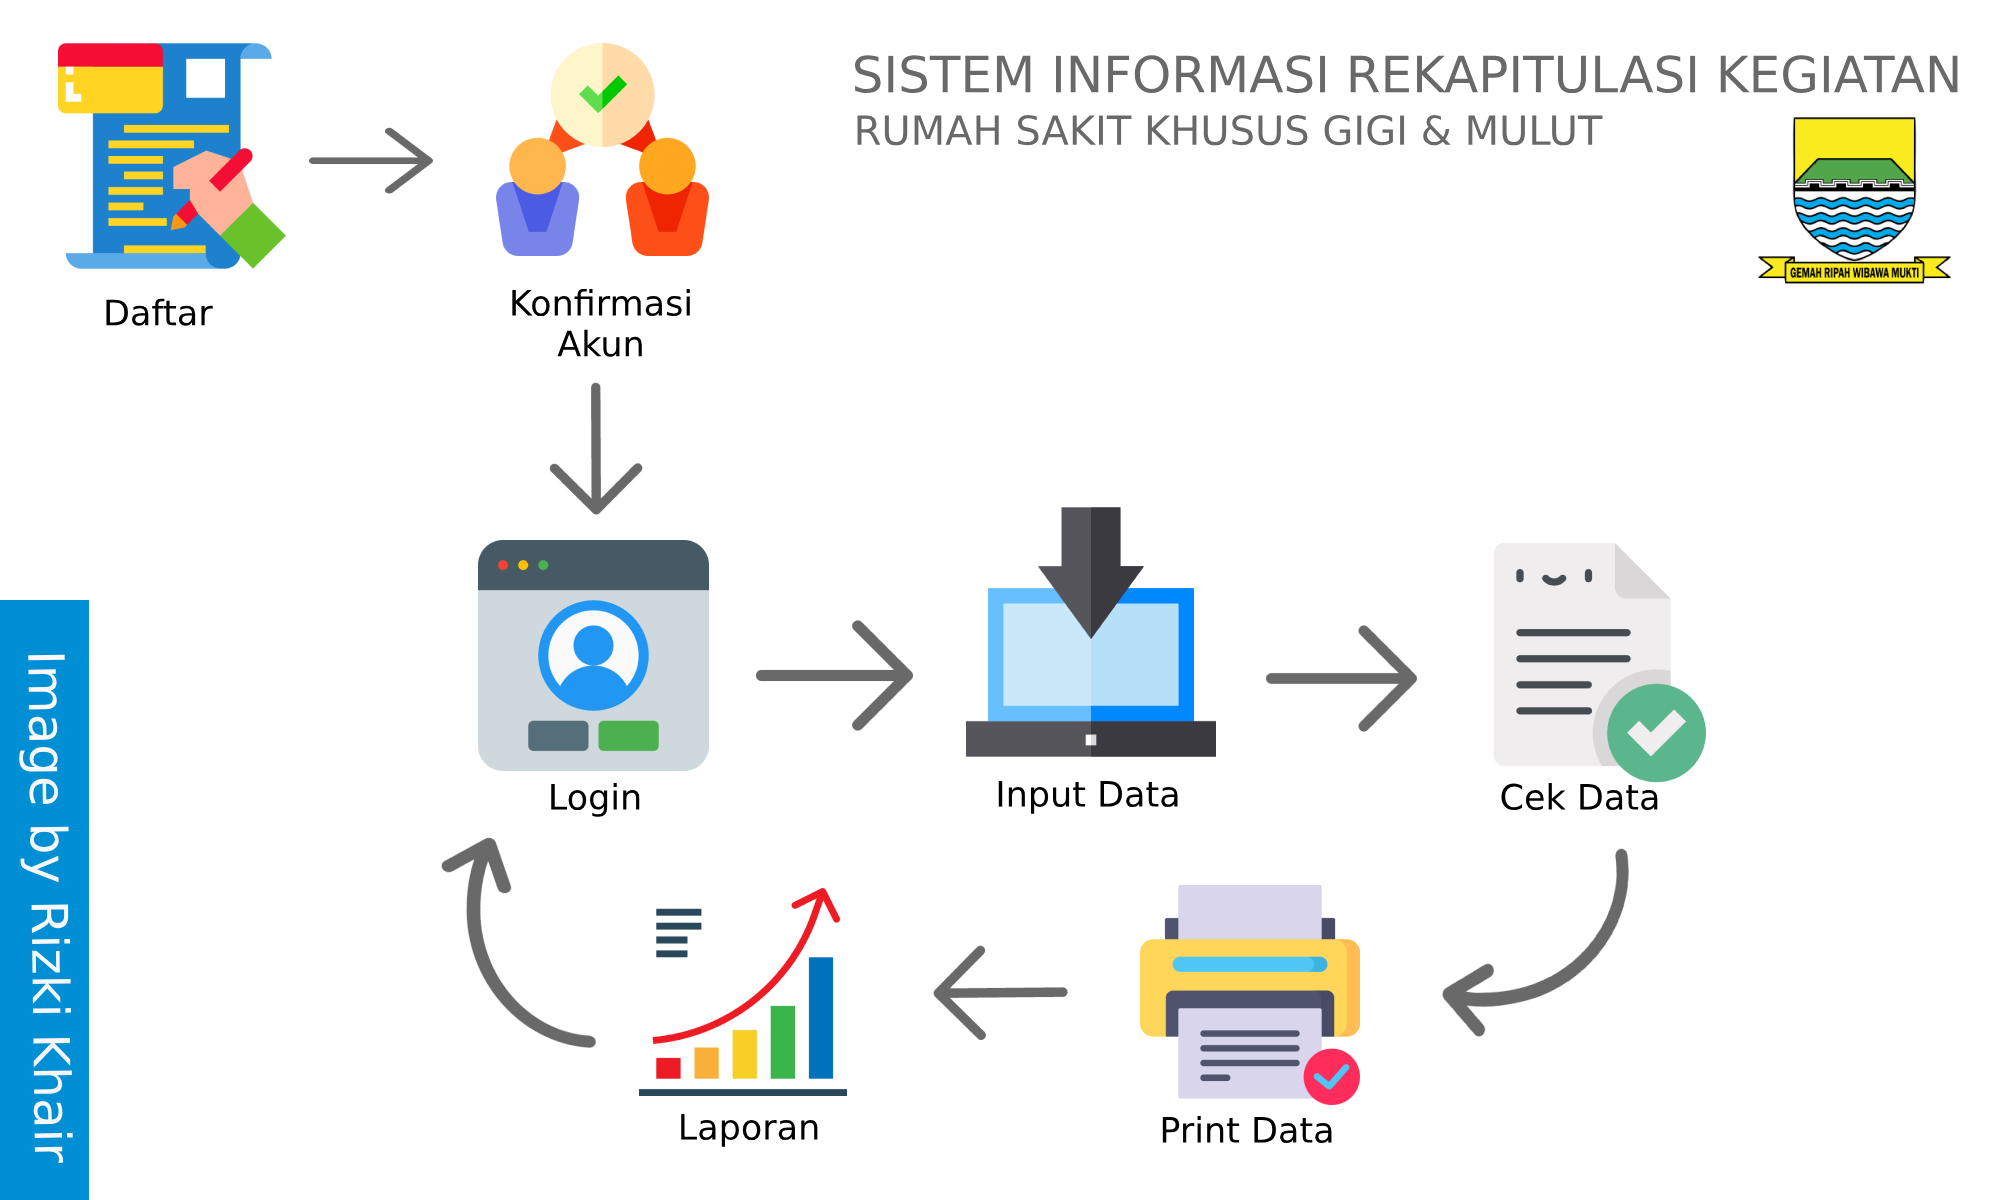 SISTEM INFORMASI REKAPITULASI KEGIATAN
RUMAH SAKIT KHUSUS GIGI & MULUT
GEMAH RIPAH WIBAWA MUKTI
Daftar
Konfirmasi
Akun
Login
Input Data
Cek Data
Print Data
Laporan
Image by Rizki Khair